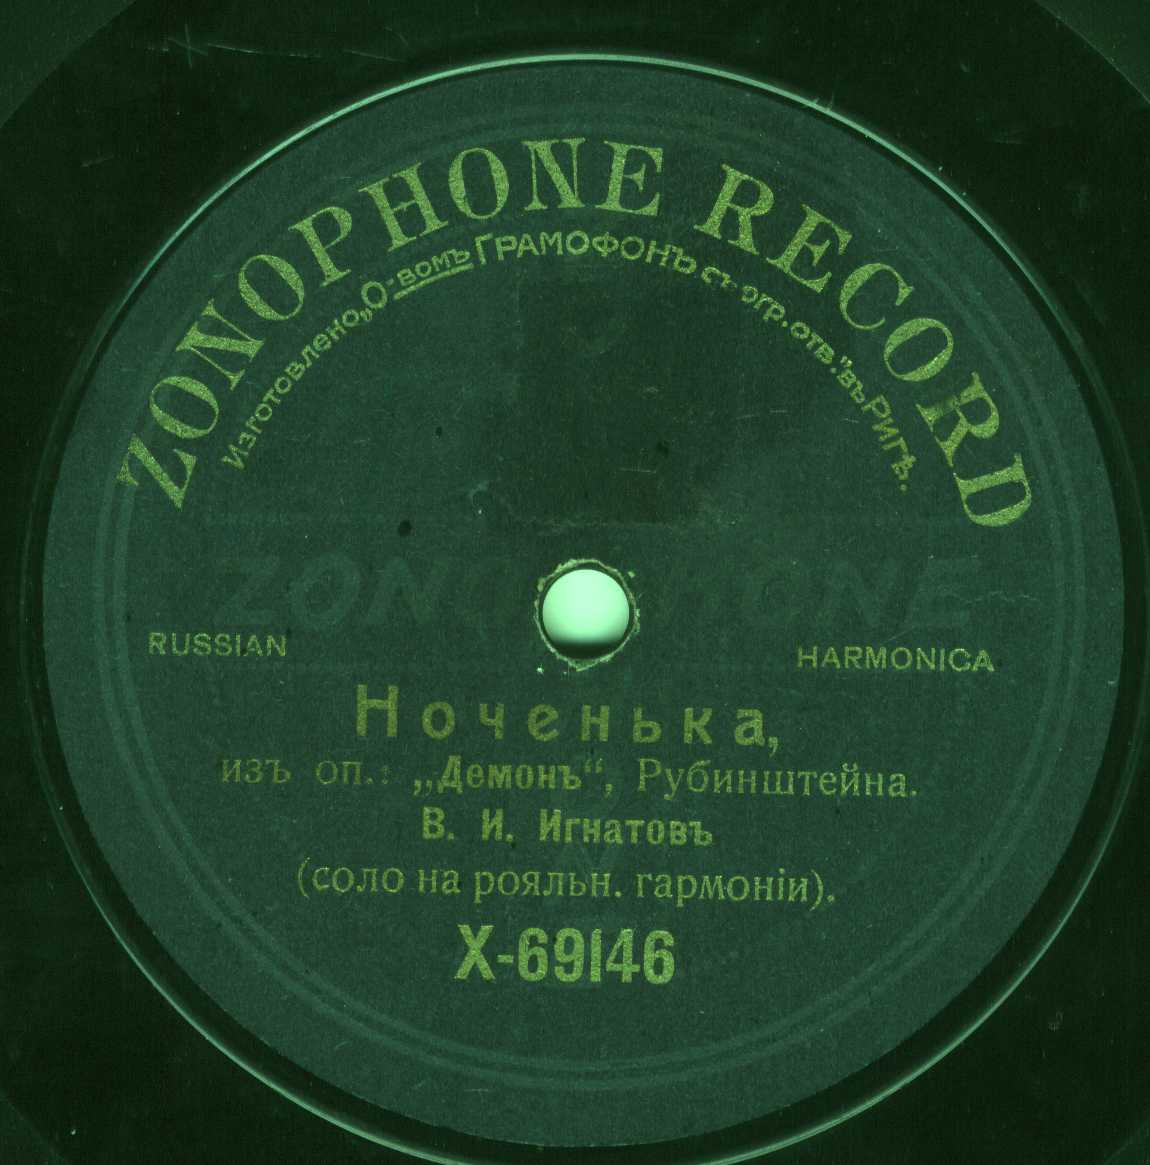 ZONOPHONE RECORD
Изготовлено „О-вомъ ГРАМОФОНЪ съ огр. отв.“ въ Ригѣ.
ZONOPHONE
RUSSIAN HARMONICA
Ноченька,
изъ оп.: „Демонъ“, Рубинштейна.
В. И. Игнатовъ
(соло на рояльн. гармоніи).
X-69146